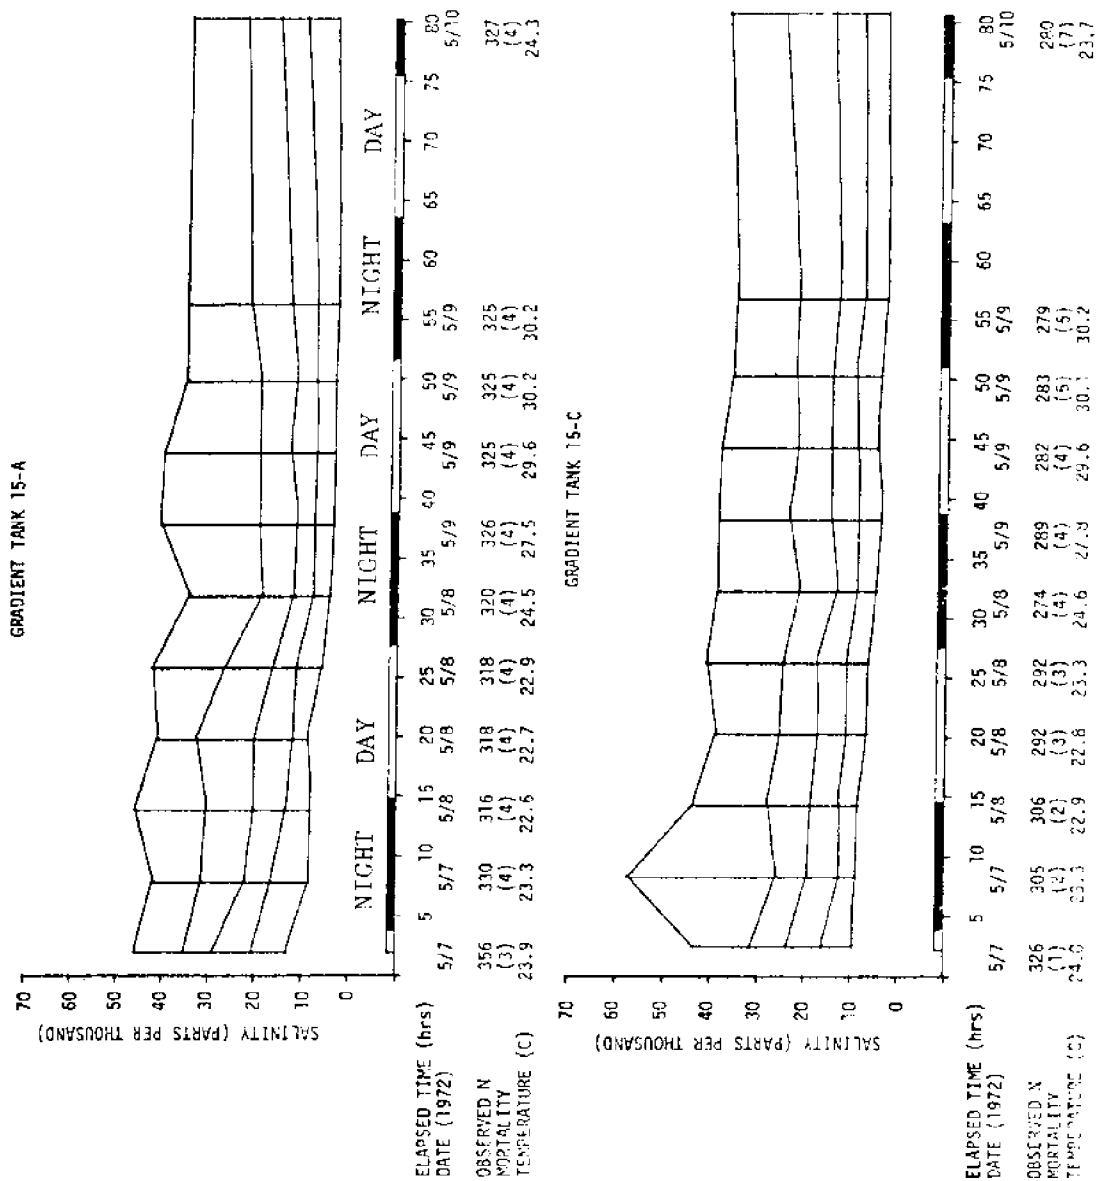 GRADIENT TANK 15-A
SALINITY (PARTS PER THOUSAND)
70
60
50
40
30
20
10
0
NIGHT DAY NIGHT DAY NIGHT DAY
ELAPSED TIME (hrs) 5 10 15 20 25 30 35 40 45 50 55 60 65 70 75 80
DATE (1972) 5/7 5/7 5/8 5/8 5/8 5/8 5/9 5/9 5/9 5/9 5/10
OBSERVED N 356 330 316 318 318 320 326 325 325 325 327
MORTALITY (3) (4) (4) (4) (4) (4) (4) (4) (4) (4) (4)
TEMPERATURE (C) 23.9 23.3 22.6 22.7 22.9 24.5 27.5 29.6 30.2 30.2 24.3
GRADIENT TANK 15-C
SALINITY (PARTS PER THOUSAND)
70
60
50
40
30
20
10
0
ELAPSED TIME (hrs) 5 10 15 20 25 30 35 40 45 50 55 60 65 70 75 80
DATE (1972) 5/7 5/7 5/8 5/8 5/8 5/8 5/9 5/9 5/9 5/9 5/10
OBSERVED N 326 305 306 292 292 274 289 282 283 279 280
MORTALITY (1) (2) (2) (3) (3) (4) (4) (4) (7)
TEMPERATURE (C) 22.9 22.8 23.3 24.6 29.6 30.1 30.2 23.7